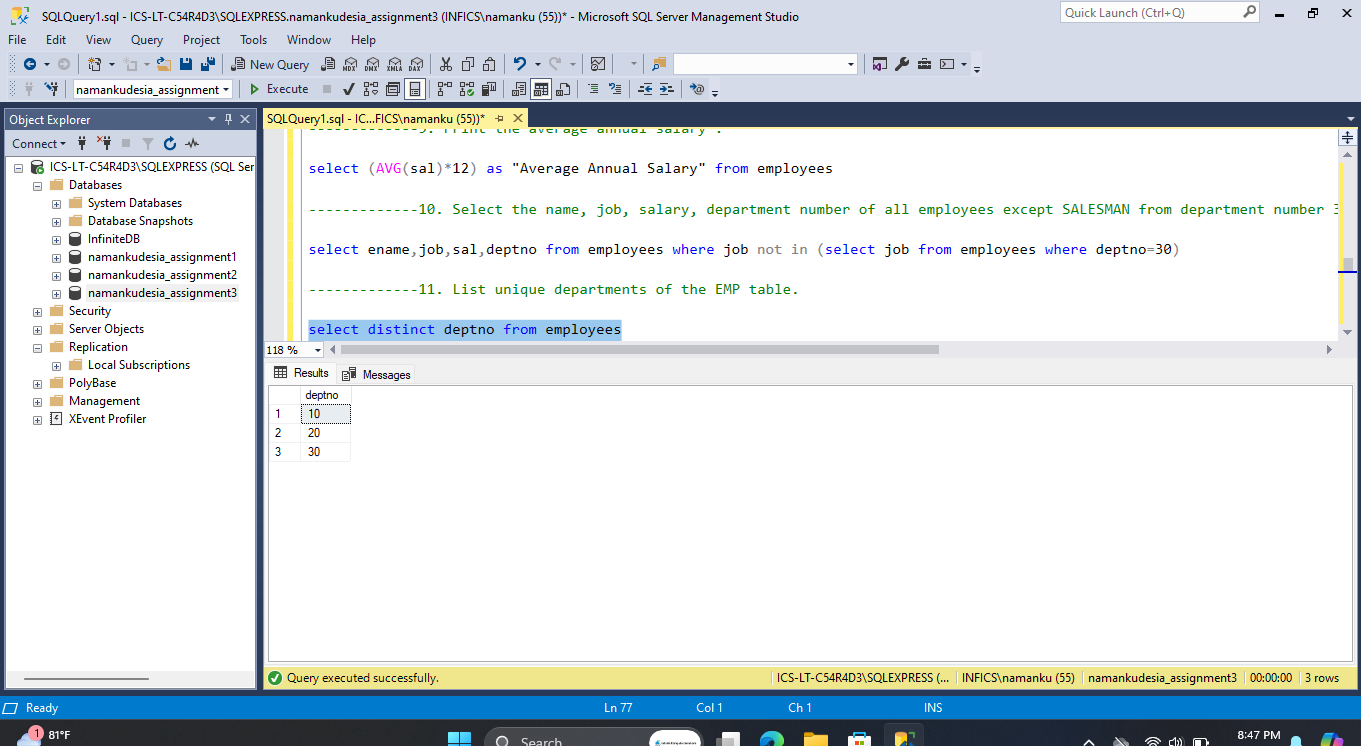 SQLQuery1.sql - ICS-LT-C54R4D3\SQLEXPRESS.namankudesia_assignment3 (INFICS\namanku (55))* - Microsoft SQL Server Management Studio
Quick Launch (Ctrl+Q)
File Edit View Query Project Tools Window Help
New Query
MDX DMX XMLA DAX
namankudesia_assignment
Execute
Object Explorer
Connect
ICS-LT-C54R4D3\SQLEXPRESS (SQL Ser
Databases
System Databases
Database Snapshots
InfiniteDB
namankudesia_assignment1
namankudesia_assignment2
namankudesia_assignment3
Security
Server Objects
Replication
Local Subscriptions
PolyBase
Management
XEvent Profiler
SQLQuery1.sql - IC...FICS\namanku (55))*
-------------9. Print the average annual salary .
select (AVG(sal)*12) as "Average Annual Salary" from employees
-------------10. Select the name, job, salary, department number of all employees except SALESMAN from department number 3
select ename,job,sal,deptno from employees where job not in (select job from employees where deptno=30)
-------------11. List unique departments of the EMP table.
select distinct deptno from employees
118 %
Results Messages
deptno
1 10
2 20
3 30
Query executed successfully.
ICS-LT-C54R4D3\SQLEXPRESS (... INFICS\namanku (55) namankudesia_assignment3 00:00:00 3 rows
Ready Ln 77 Col 1 Ch 1 INS
1 81°F
Search
8:47 PM